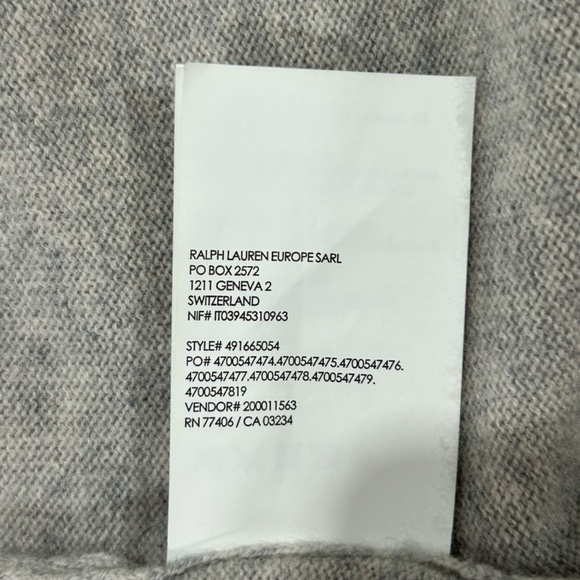 RALPH LAUREN EUROPE SARL
PO BOX 2572
1211 GENEVA 2
SWITZERLAND
NIF# IT03945310963
STYLE# 491665054
PO# 4700547474.4700547475.4700547476.
4700547477.4700547478.4700547479.
4700547819
VENDOR# 200011563
RN 77406 / CA 03234